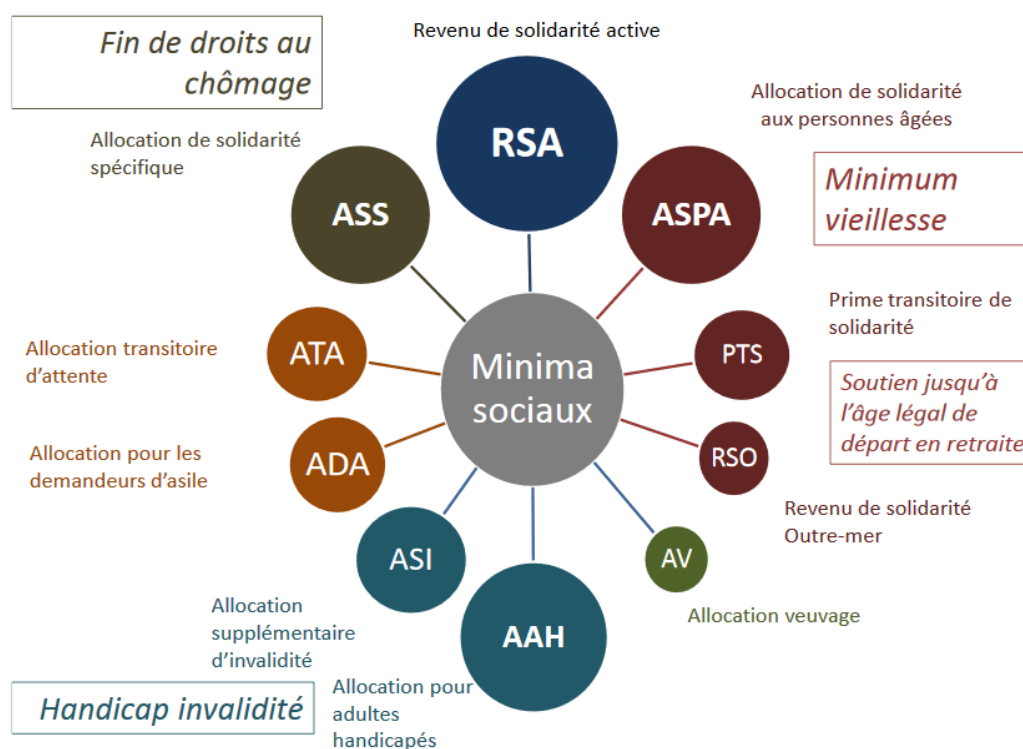 Revenu de solidarité active
Fin de droits au
chômage
RSA
Allocation de solidarité
aux personnes âgées
Allocation de solidarité
spécifique
ASS
ASPA
Minimum
vieillesse
Allocation transitoire
d'attente
ATA
Minima
sociaux
PTS
Prime transitoire de
solidarité
Soutien jusqu'à
l'âge légal de
départ en retraite
Allocation pour les
demandeurs d'asile
ADA
RSO
Revenu de solidarité
Outre-mer
ASI
AV
Allocation veuvage
Allocation
supplémentaire
d'invalidité
AAH
Handicap invalidité
Allocation pour
adultes
handicapés